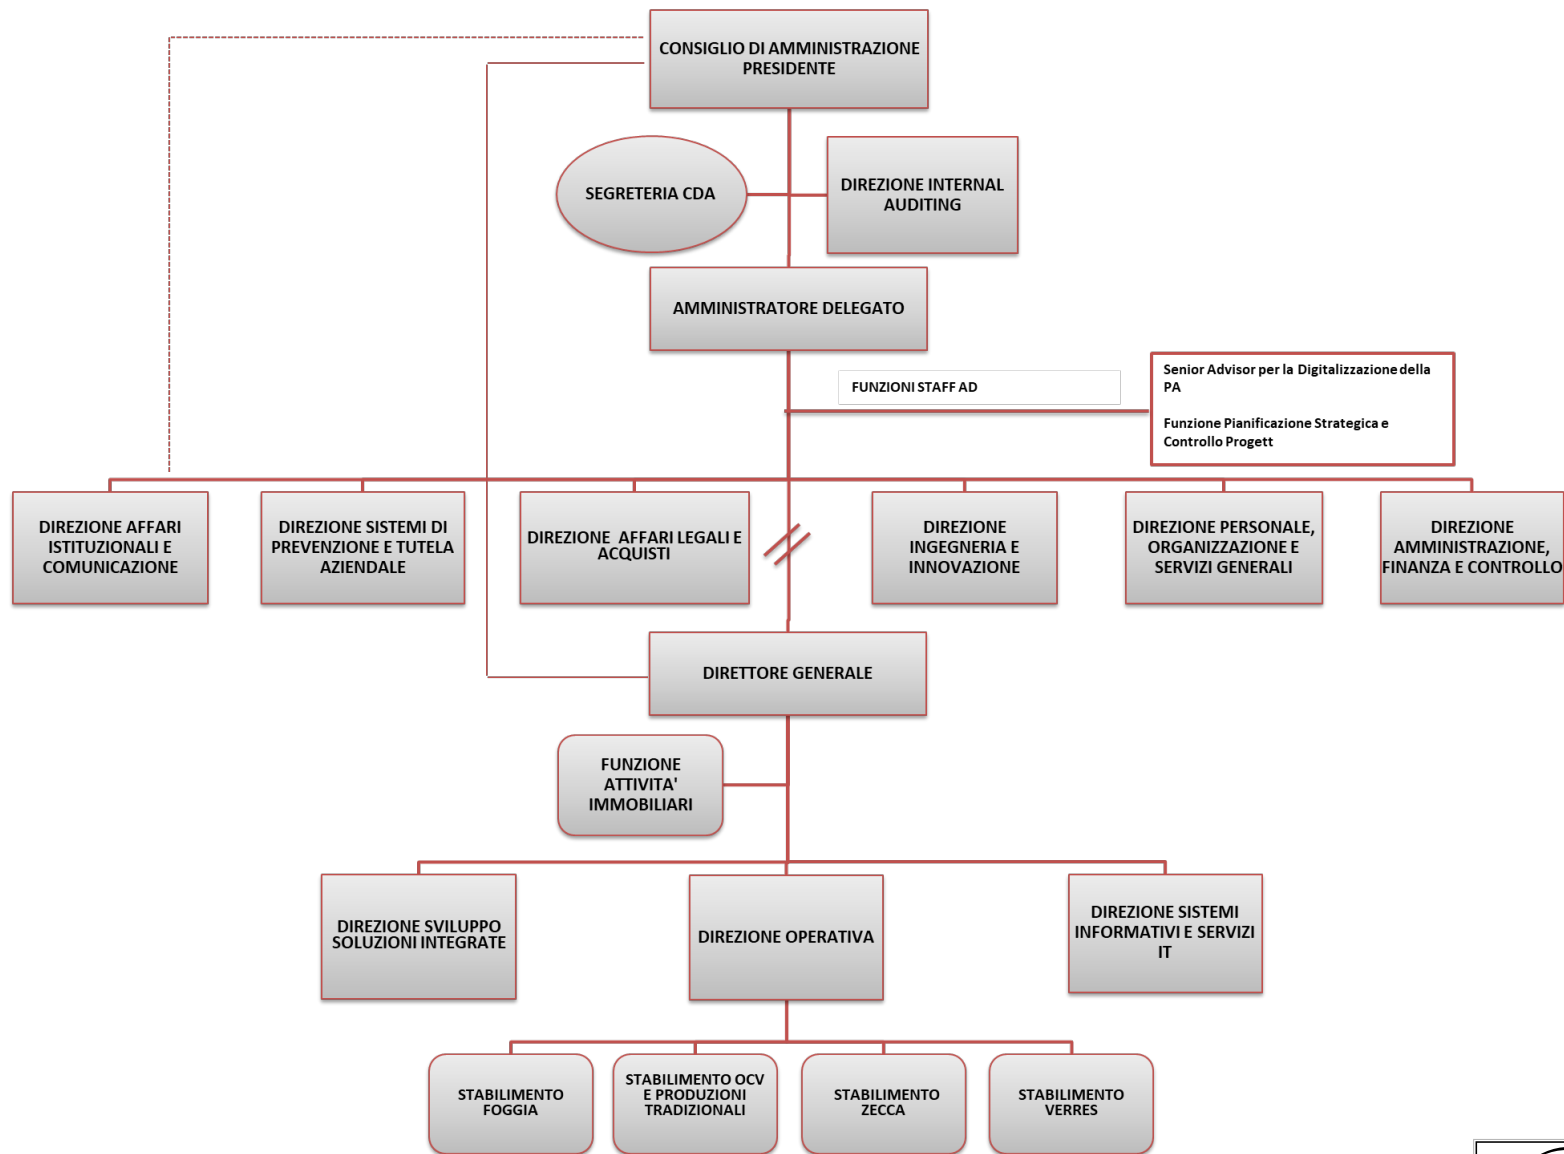 CONSIGLIO DI AMMINISTRAZIONE
PRESIDENTE
SEGRETERIA CDA
DIREZIONE INTERNAL
AUDITING
AMMINISTRATORE DELEGATO
FUNZIONI STAFF AD
Senior Advisor per la Digitalizzazione della
PA
Funzione Pianificazione Strategica e
Controllo Progett
DIREZIONE AFFARI
ISTITUZIONALI E
COMUNICAZIONE
DIREZIONE SISTEMI DI
PREVENZIONE E TUTELA
AZIENDALE
DIREZIONE AFFARI LEGALI E
ACQUISTI
DIREZIONE
INGEGNERIA E
INNOVAZIONE
DIREZIONE PERSONALE,
ORGANIZZAZIONE E
SERVIZI GENERALI
DIREZIONE
AMMINISTRAZIONE,
FINANZA E CONTROLLO
DIRETTORE GENERALE
FUNZIONE
ATTIVITA'
IMMOBILIARI
DIREZIONE SVILUPPO
SOLUZIONI INTEGRATE
DIREZIONE OPERATIVA
DIREZIONE SISTEMI
INFORMATIVI E SERVIZI
IT
STABILIMENTO
FOGGIA
STABILIMENTO OCV
E PRODUZIONI
TRADIZIONALI
STABILIMENTO
ZECCA
STABILIMENTO
VERRES